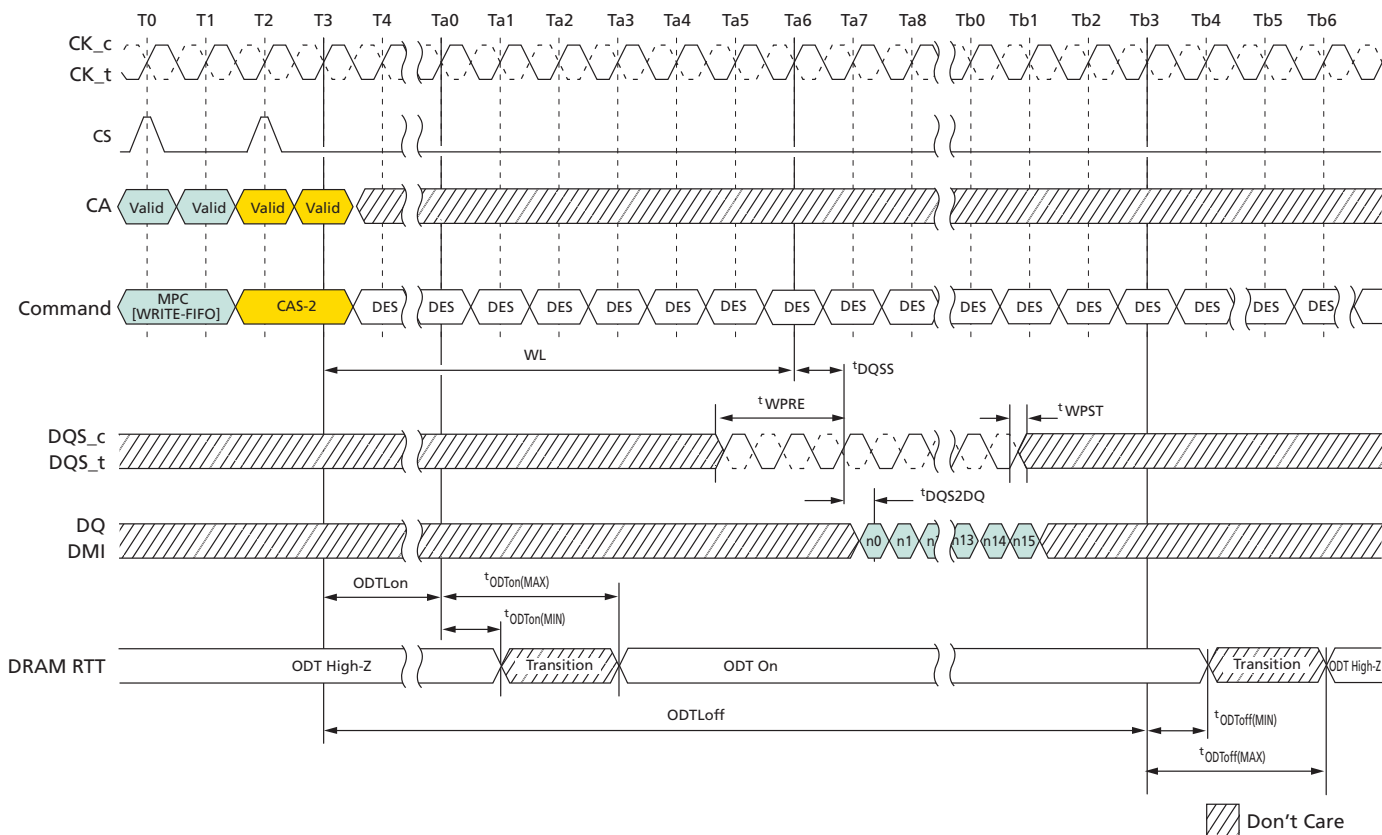 T0 T1 T2 T3 T4 Ta0 Ta1 Ta2 Ta3 Ta4 Ta5 Ta6 Ta7 Ta8 Tb0 Tb1 Tb2 Tb3 Tb4 Tb5 Tb6
CK_c
CK_t
CS
CA Valid Valid Valid Valid
Command MPC [WRITE-FIFO] CAS-2 DES DES DES DES DES DES DES DES DES DES DES DES DES DES DES DES DES
WL
tDQSS
tWPRE
tWPST
DQS_c
DQS_t
tDQS2DQ
DQ
DMI
n0 n1 n13 n14 n15
ODTLon
tODTon(MAX)
tODTon(MIN)
DRAM RTT ODT High-Z Transition ODT On Transition ODT High-Z
ODTLoff
tODToff(MIN)
tODToff(MAX)
Don't Care